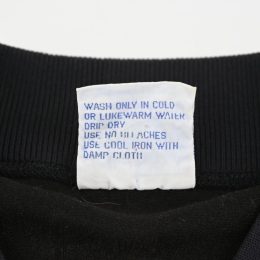 WASH ONLY IN COLD
OR LUKEWARM WATER
DRIP DRY
USE NO BLEACHES
USE COOL IRON WITH
DAMP CLOTH